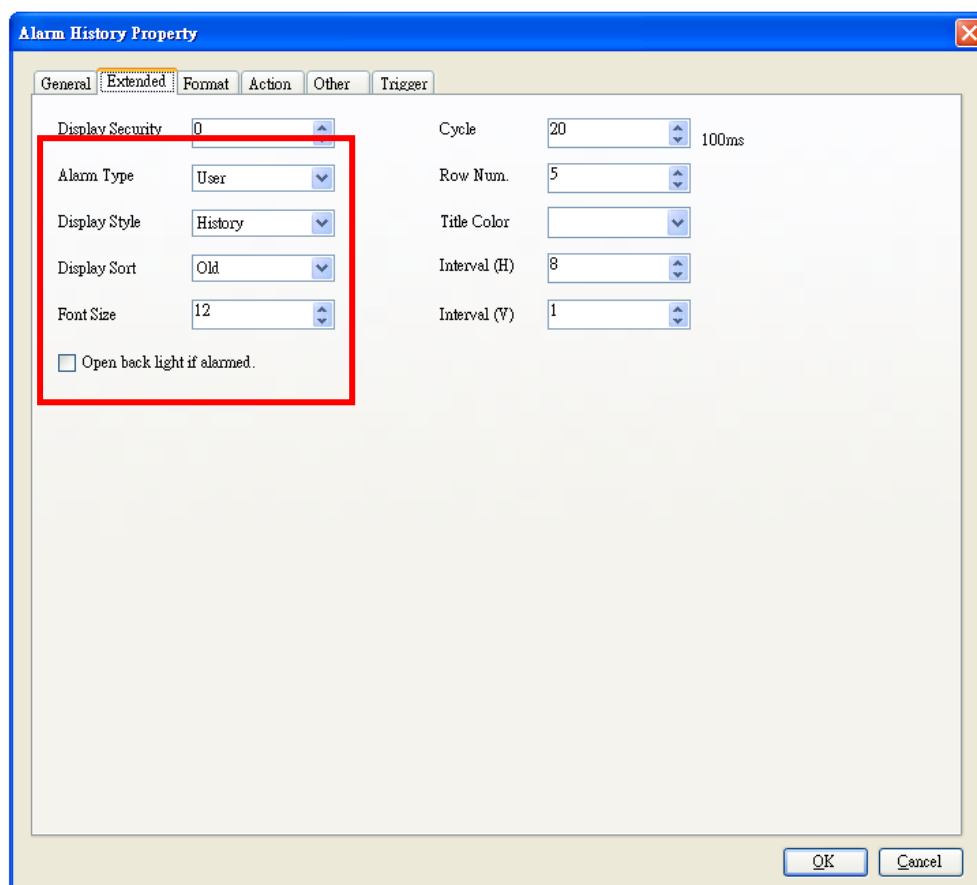 Alarm History Property
General Extended Format Action Other Trigger
Display Security 0 Cycle 20 100ms
Alarm Type User Row Num. 5
Display Style History Title Color
Display Sort Old Interval (H) 8
Font Size 12 Interval (V) 1
Open back light if alarmed.
OK Cancel